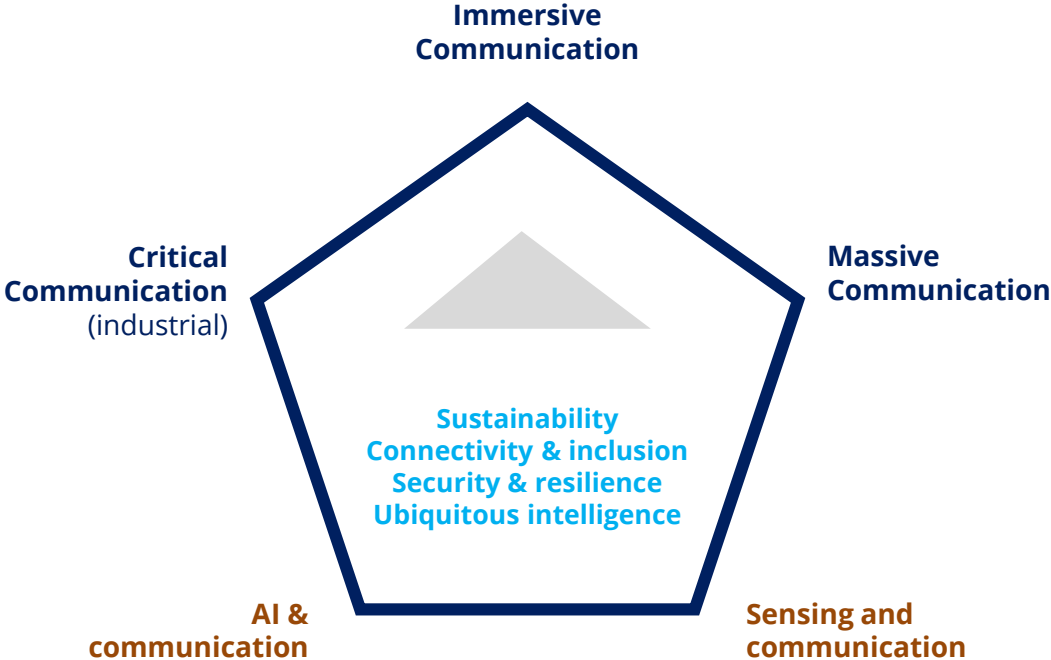 Immersive
Communication
Critical
Communication
(industrial)
Massive
Communication
Sustainability
Connectivity & inclusion
Security & resilience
Ubiquitous intelligence
AI &
communication
Sensing and
communication